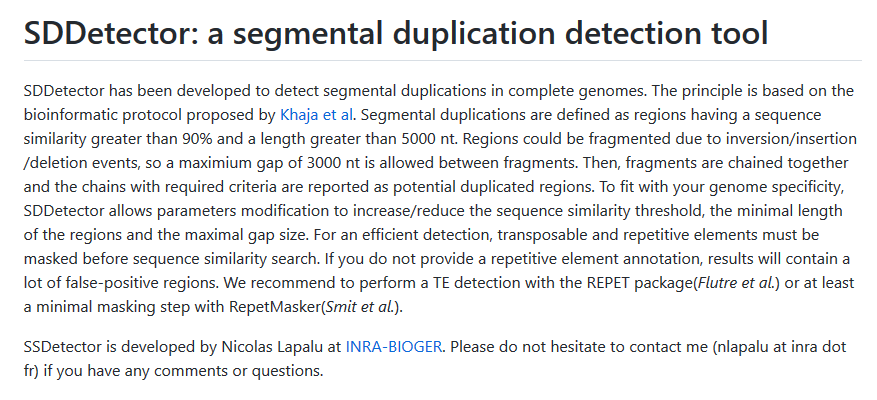 SDDetector: a segmental duplication detection tool
SDDetector has been developed to detect segmental duplications in complete genomes. The principle is based on the
bioinformatic protocol proposed by Khaja et al. Segmental duplications are defined as regions having a sequence
similarity greater than 90% and a length greater than 5000 nt. Regions could be fragmented due to inversion/insertion
/deletion events, so a maximium gap of 3000 nt is allowed between fragments. Then, fragments are chained together
and the chains with required criteria are reported as potential duplicated regions. To fit with your genome specificity,
SDDetector allows parameters modification to increase/reduce the sequence similarity threshold, the minimal length
of the regions and the maximal gap size. For an efficient detection, transposable and repetitive elements must be
masked before sequence similarity search. If you do not provide a repetitive element annotation, results will contain a
lot of false-positive regions. We recommend to perform a TE detection with the REPET package(Flutre et al.) or at least
a minimal masking step with RepetMasker(Smit et al.).
SSDetector is developed by Nicolas Lapalu at INRA-BIOGER. Please do not hesitate to contact me (nlapalu at inra dot
fr) if you have any comments or questions.